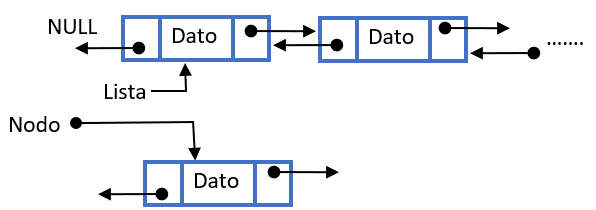 NULL
Dato
Dato
.......
Lista
Nodo
Dato